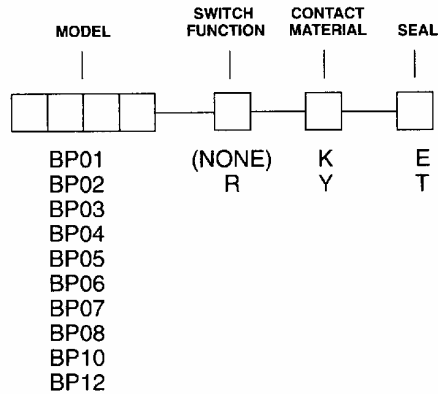 MODEL SWITCH FUNCTION CONTACT MATERIAL SEAL
BP01 (NONE) K E
BP02 R Y T
BP03
BP04
BP05
BP06
BP07
BP08
BP10
BP12